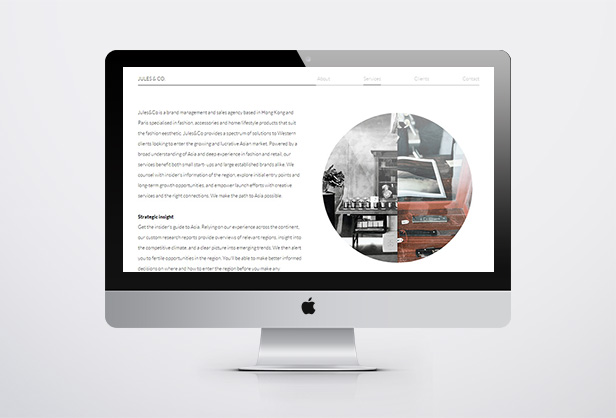 JULES & CO.
About
Services
Clients
Contact
Jules&Co is a brand management and sales agency based in Hong Kong and
Paris specialised in fashion, accessories and home-lifestyle products that suit
the fashion eesthetic. Jules&Co provides a spectrum of solutions to Western
clients looking to enter the growing and lucrative Asian market. Powered by a
broad understanding of Asia and deep experience in fashion and retail, our
services benefit both small start-ups and large established brands alike. We
counsel with insider's information of the region, explore initial entry points and
long-term growth opportunities, and empower launch efforts with creative
services and the right connections. We make the path to Asia possible.
Strategic insight
Get the insider's guide to Asia. Relying on our experience across the continent,
our custom research reports provide overviews of relevant regions, insight into
the competitive climate, and a clear picture into emerging trends. We then alert
you to fertile opportunities in the region. You'll be able to make better informed
decisions on where and how to enter the region before you make any